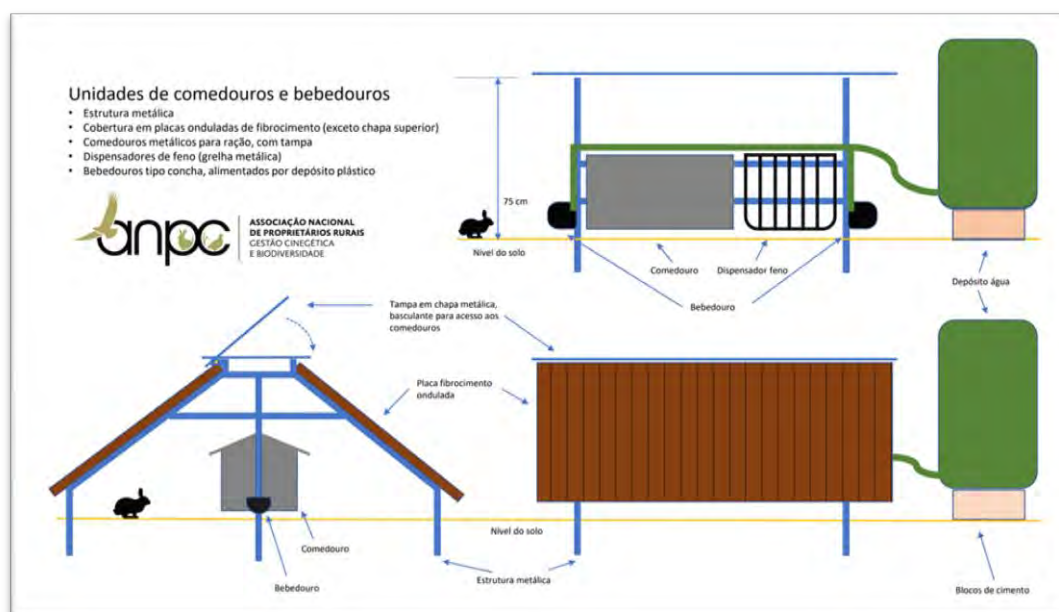 Unidades de comedouros e bebedouros
• Estrutura metálica
• Cobertura em placas onduladas de fibrocimento (exceto chapa superior)
• Comedouros metálicos para ração, com tampa
• Dispensadores de feno (grelha metálica)
• Bebedouros tipo concha, alimentados por depósito plástico
anpc
ASSOCIAÇÃO NACIONAL
DE PROPRIETÁRIOS RURAIS
GESTÃO CINEGÉTICA
E BIODIVERSIDADE
75 cm
Nível do solo
Comedouro
Dispensador feno
Bebedouro
Depósito água
Tampa em chapa metálica,
basculante para acesso aos
comedouros
Placa fibrocimento
ondulada
Nível do solo
Comedouro
Bebedouro
Estrutura metálica
Blocos de cimento